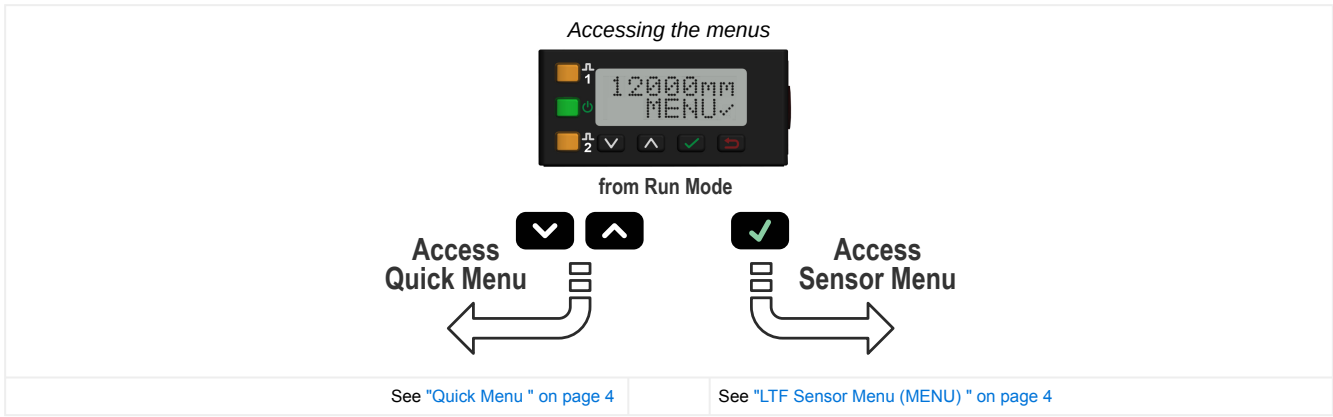 Accessing the menus
1
12000mm
MENU✓
2
from Run Mode
Access
Quick Menu
Access
Sensor Menu
See "Quick Menu " on page 4
See "LTF Sensor Menu (MENU) " on page 4